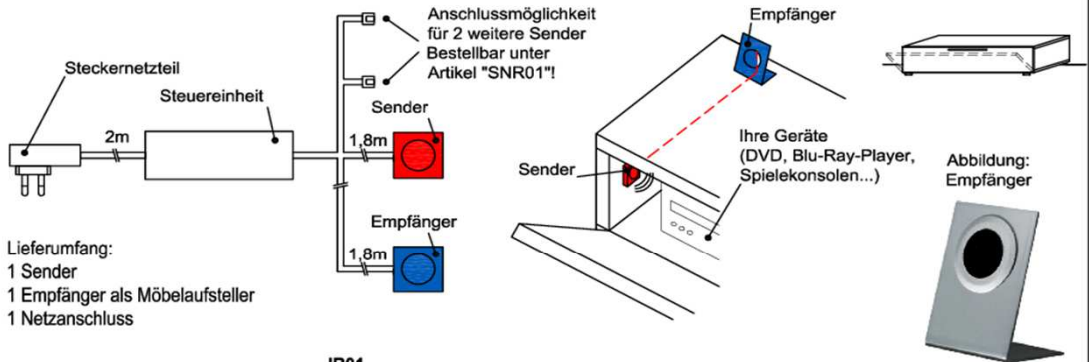 Anschlussmöglichkeit
für 2 weitere Sender
Bestellbar unter
Artikel "SNR01"!
Steckernetzteil
Steuereinheit
2m
Sender
1,8m
Empfänger
1,8m
Lieferumfang:
1 Sender
1 Empfänger als Möbelaufsteller
1 Netzanschluss
Empfänger
Sender
Ihre Geräte
(DVD, Blu-Ray-Player,
Spielekonsolen...)
Abbildung:
Empfänger
IR01